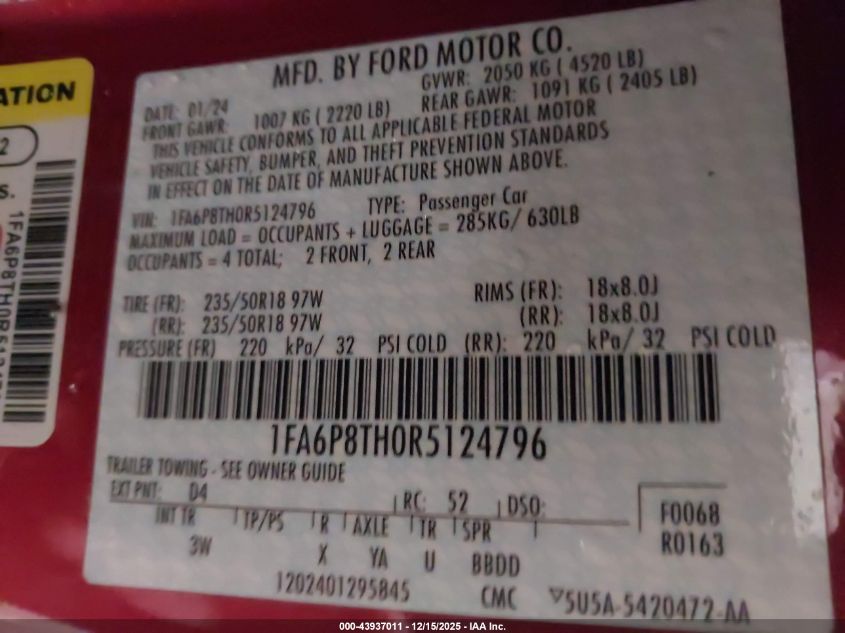 MFD. BY FORD MOTOR CO.
DATE: 01/24 GVWR: 2050 KG ( 4520 LB)
FRONT GAWR: 1007 KG ( 2220 LB) REAR GAWR: 1091 KG ( 2405 LB)
THIS VEHICLE CONFORMS TO ALL APPLICABLE FEDERAL MOTOR
VEHICLE SAFETY, BUMPER, AND THEFT PREVENTION STANDARDS
IN EFFECT ON THE DATE OF MANUFACTURE SHOWN ABOVE.
VIN: 1FA6P8TH0R5124796 TYPE: Passenger Car
MAXIMUM LOAD = OCCUPANTS + LUGGAGE = 285KG/ 630LB
OCCUPANTS = 4 TOTAL; 2 FRONT, 2 REAR
TIRE (FR): 235/50R18 97W RIMS (FR): 18x8.0J
(RR): 235/50R18 97W (RR): 18x8.0J
PRESSURE (FR) 220 kPa/ 32 PSI COLD (RR): 220 kPa/ 32 PSI COLD
1FA6P8TH0R5124796
TRAILER TOWING - SEE OWNER GUIDE
EXT PNT: D4 RC: 52 DSO:
INT TR TP/PS R AXLE TR SPR
3W X YA U BBDD
F0068
R0163
1202401295845 CMC 5U5A-5420472-AA
ATION
2
S.
000-43937011 - 12/15/2025 - IAA Inc.